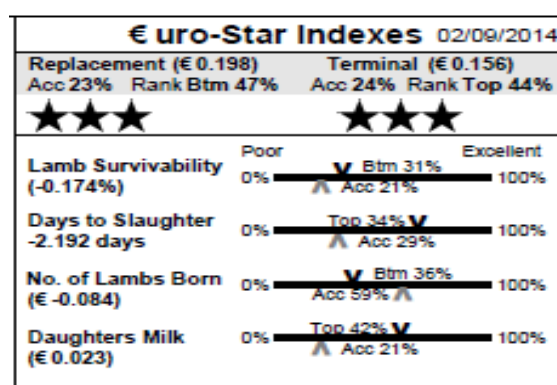 € uro-Star Indexes 02/09/2014
Replacement (€ 0.198) Terminal (€ 0.156)
Acc 23% Rank Btm 47% Acc 24% Rank Top 44%
Poor Excellent
Lamb Survivability 0% Btm 31% 100%
(-0.174%) Acc 21%
Days to Slaughter 0% Top 34% 100%
-2.192 days Acc 29%
No. of Lambs Born 0% Btm 36% 100%
(€ -0.084) Acc 59%
Daughters Milk 0% Top 42% 100%
(€ 0.023) Acc 21%